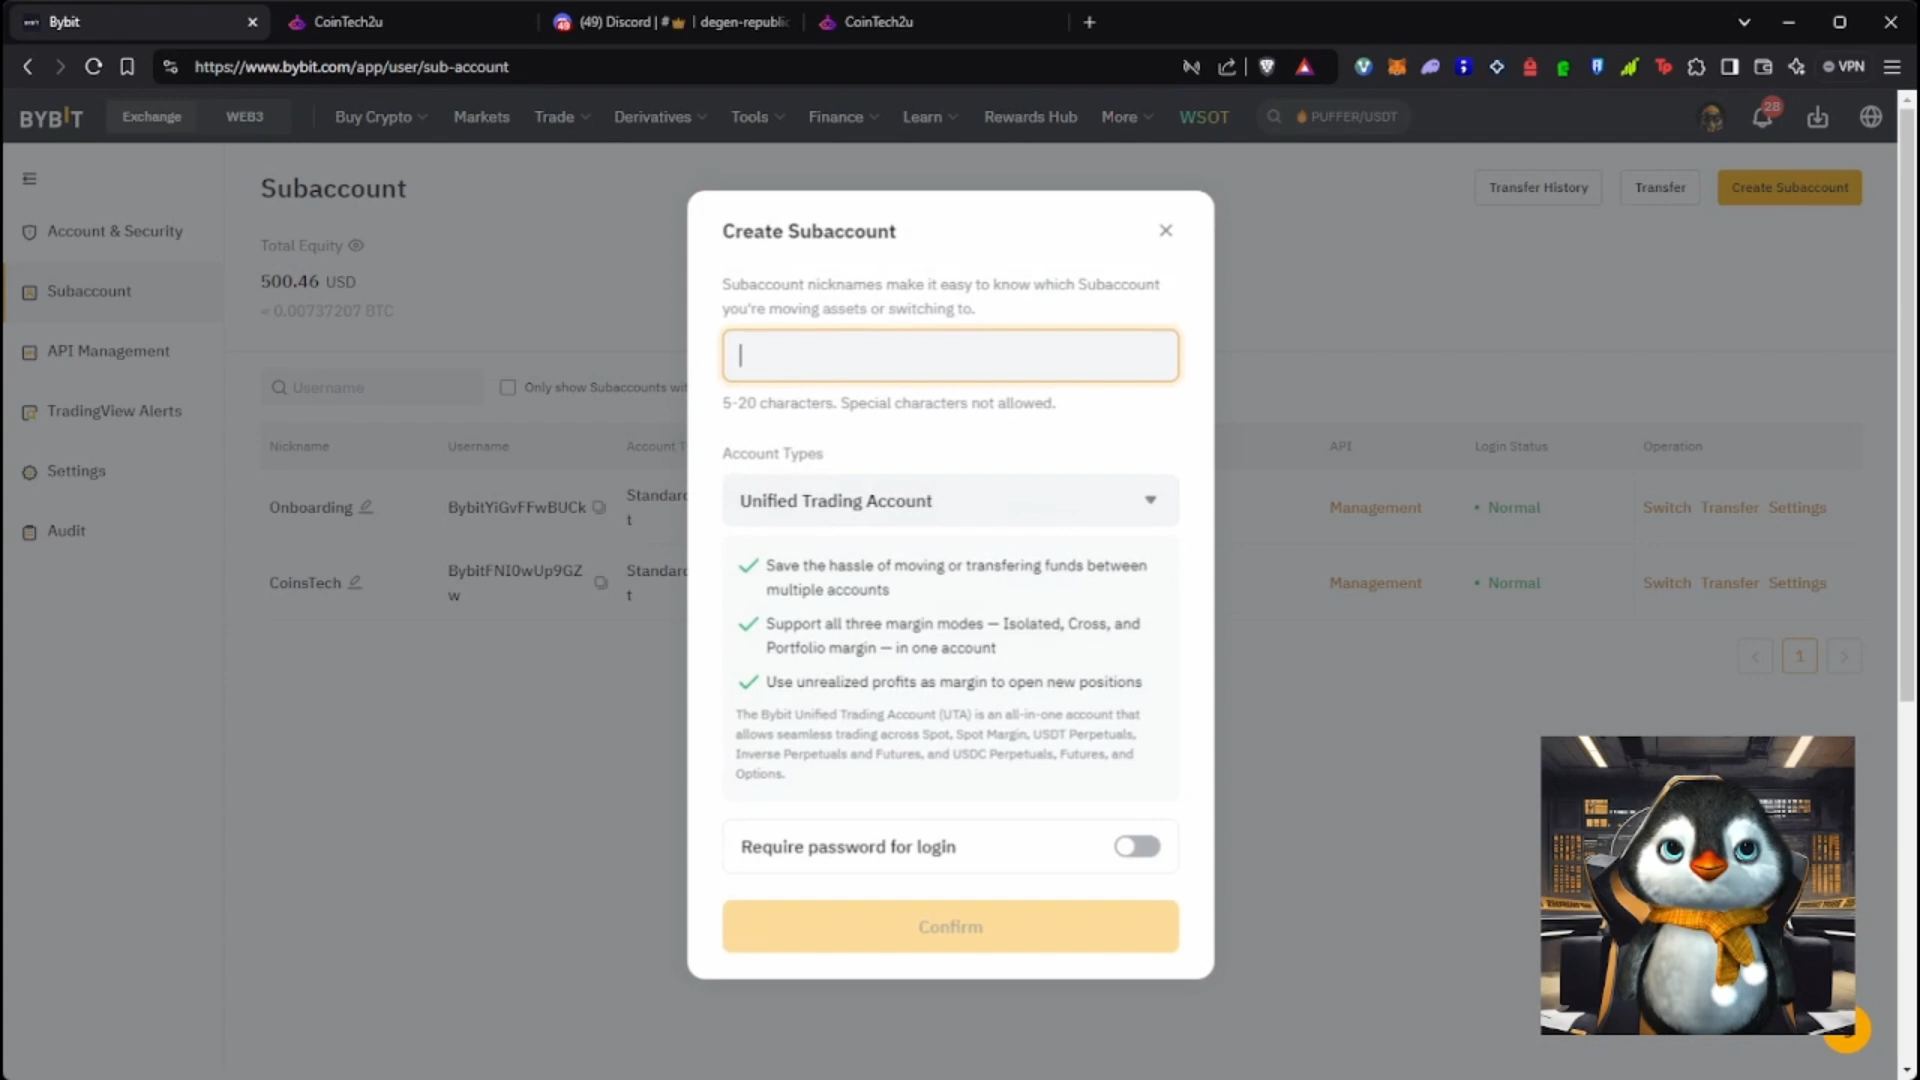 Bybit
CoinTech2u
(49) Discord | # | degen-republic
CoinTech2u
https://www.bybit.com/app/user/sub-account
VPN
BYBIT
Exchange
WEB3
Buy Crypto
Markets
Trade
Derivatives
Tools
Finance
Learn
Rewards Hub
More
WSOT
PUFFER/USDT
28
Account & Security
Subaccount
API Management
TradingView Alerts
Settings
Audit
Subaccount
Transfer History
Transfer
Create Subaccount
Total Equity
500.46 USD
≈ 0.00737207 BTC
Username
Only show Subaccounts wit
Nickname
Username
Account T
API
Login Status
Operation
Onboarding
BybitYiGvFFwBUCk
Standard
t
Management
Normal
Switch Transfer Settings
CoinsTech
BybitFNI0wUp9GZ
w
Standard
t
Management
Normal
Switch Transfer Settings
1
Create Subaccount
Subaccount nicknames make it easy to know which Subaccount
you're moving assets or switching to.
5-20 characters. Special characters not allowed.
Account Types
Unified Trading Account
Save the hassle of moving or transfering funds between
multiple accounts
Support all three margin modes — Isolated, Cross, and
Portfolio margin — in one account
Use unrealized profits as margin to open new positions
The Bybit Unified Trading Account (UTA) is an all-in-one account that
allows seamless trading across Spot, Spot Margin, USDT Perpetuals,
Inverse Perpetuals and Futures, and USDC Perpetuals, Futures, and
Options.
Require password for login
Confirm